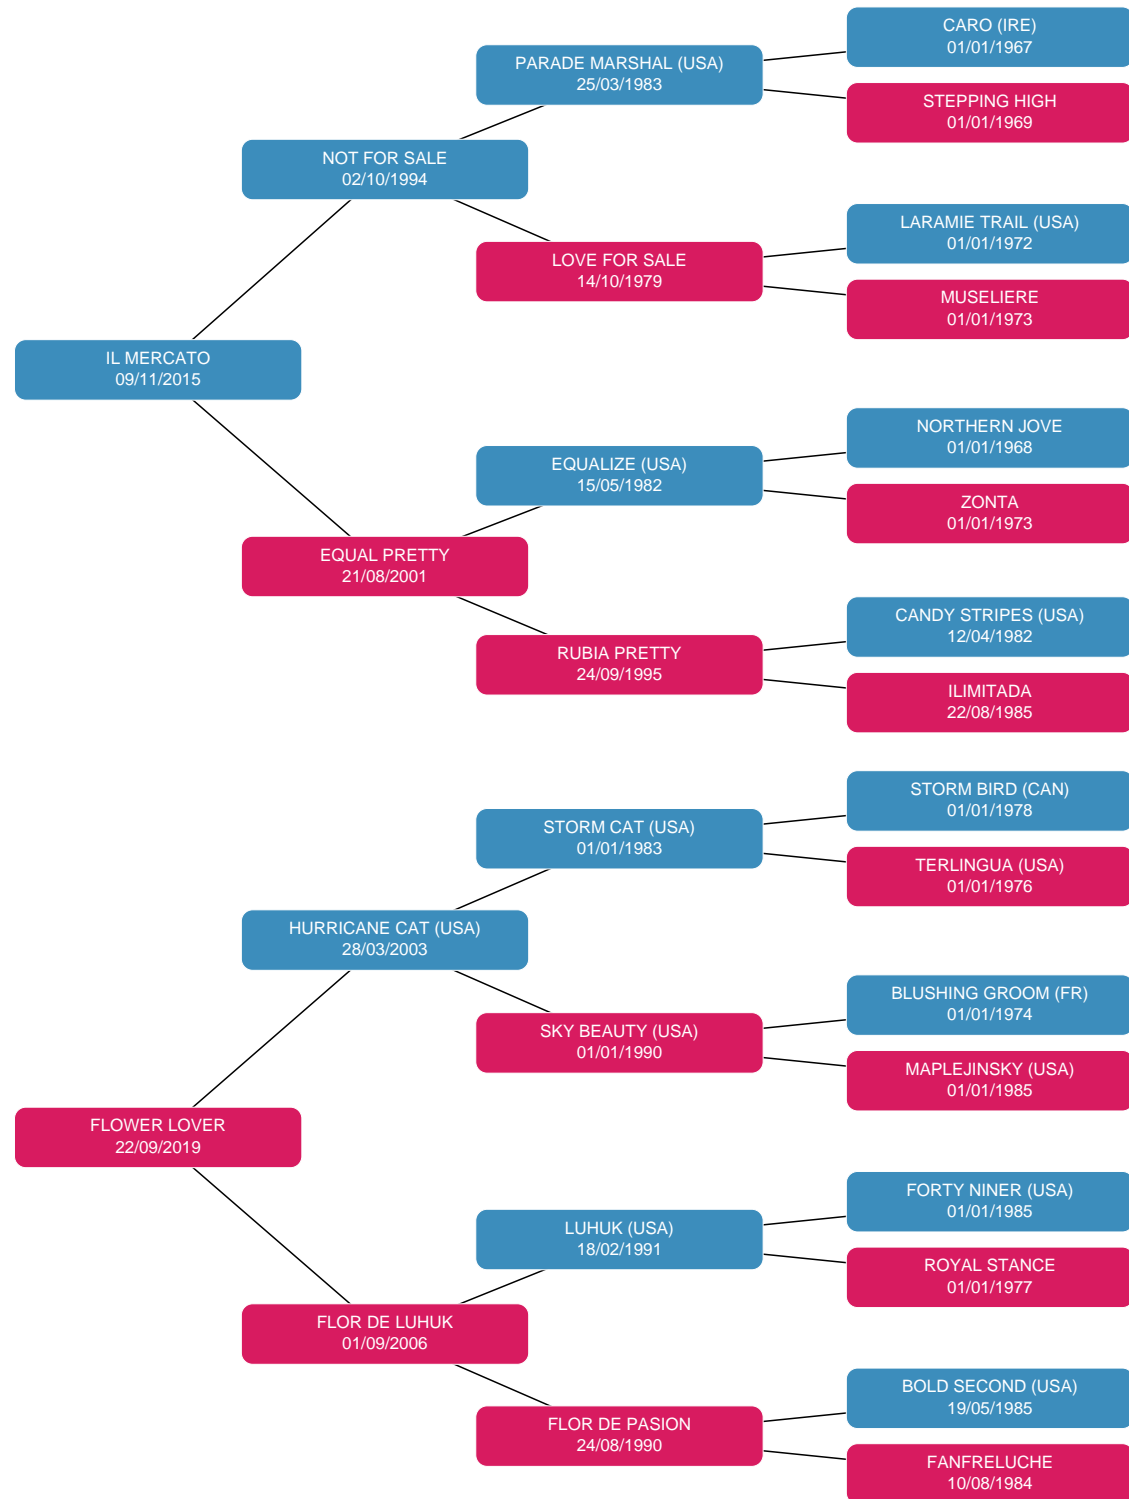 CARO (IRE)
01/01/1967
PARADE MARSHAL (USA)
25/03/1983
STEPPING HIGH
01/01/1969
NOT FOR SALE
02/10/1994
LARAMIE TRAIL (USA)
01/01/1972
LOVE FOR SALE
14/10/1979
MUSELIERE
01/01/1973
IL MERCATO
09/11/2015
NORTHERN JOVE
01/01/1968
EQUALIZE (USA)
15/05/1982
ZONTA
01/01/1973
EQUAL PRETTY
21/08/2001
CANDY STRIPES (USA)
12/04/1982
RUBIA PRETTY
24/09/1995
ILIMITADA
22/08/1985
STORM BIRD (CAN)
01/01/1978
STORM CAT (USA)
01/01/1983
TERLINGUA (USA)
01/01/1976
HURRICANE CAT (USA)
28/03/2003
BLUSHING GROOM (FR)
01/01/1974
SKY BEAUTY (USA)
01/01/1990
MAPLEJINSKY (USA)
01/01/1985
FLOWER LOVER
22/09/2019
FORTY NINER (USA)
01/01/1985
LUHUK (USA)
18/02/1991
ROYAL STANCE
01/01/1977
FLOR DE LUHUK
01/09/2006
BOLD SECOND (USA)
19/05/1985
FLOR DE PASION
24/08/1990
FANFRELUCHE
10/08/1984